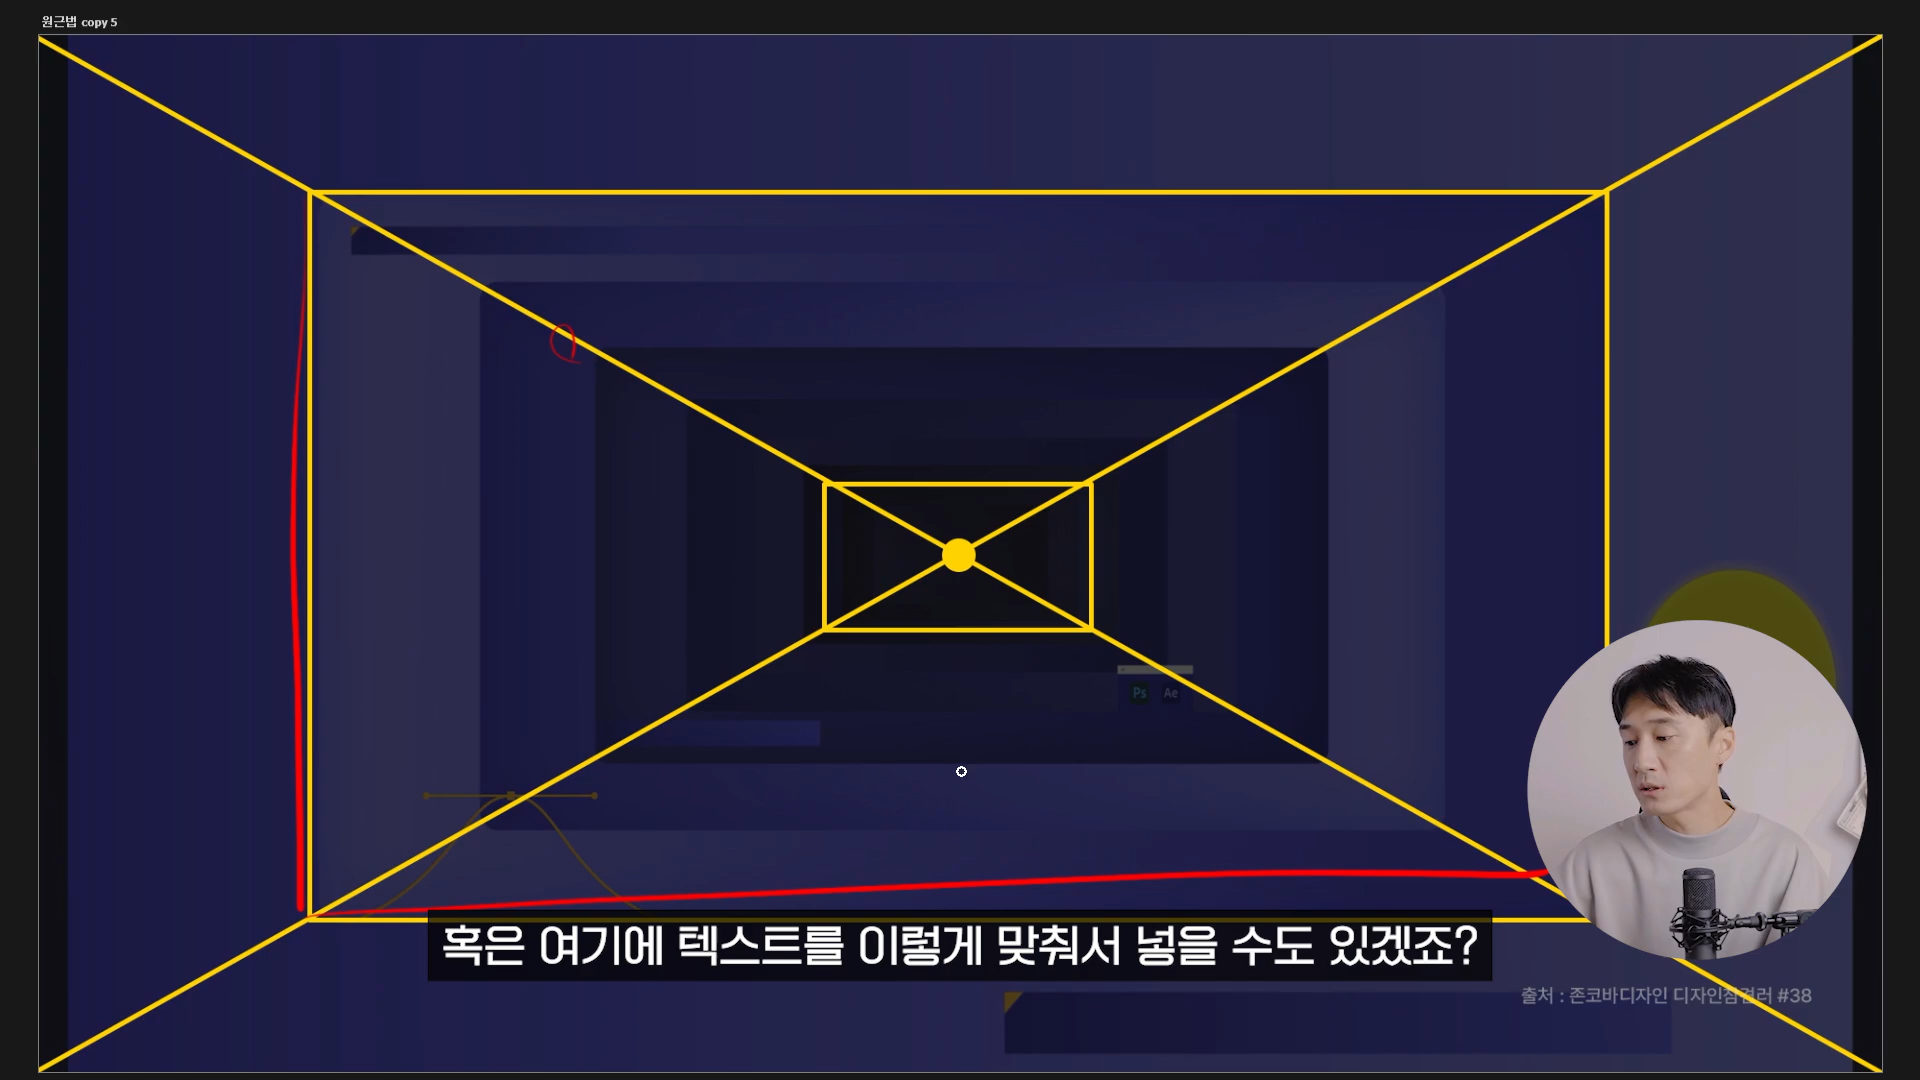 원근법 copy 5
Ps Ae
혹은 여기에 텍스트를 이렇게 맞춰서 넣을 수도 있겠죠?
출처 : 존코바디자인 디자인점검러 #38